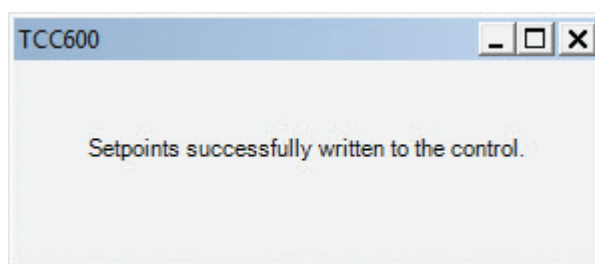 TCC600
Setpoints successfully written to the control.